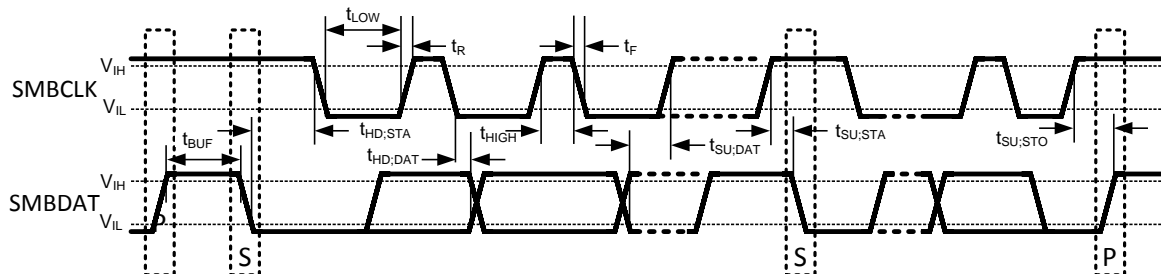 tLOW
tR
tF
VIH
SMBCLK
VIL
tHD;STA
tHIGH
tSU;DAT
tSU;STA
tSU;STO
tBUF
tHD;DAT
VIH
SMBDAT
VIL
P
S
S
P